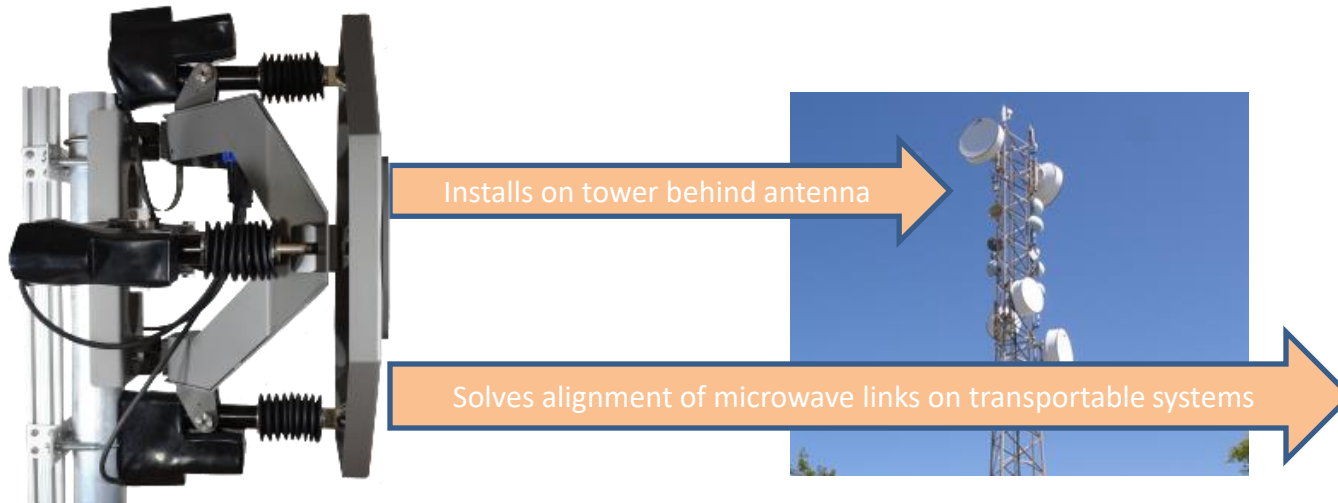 Installs on tower behind antenna
Solves alignment of microwave links on transportable systems